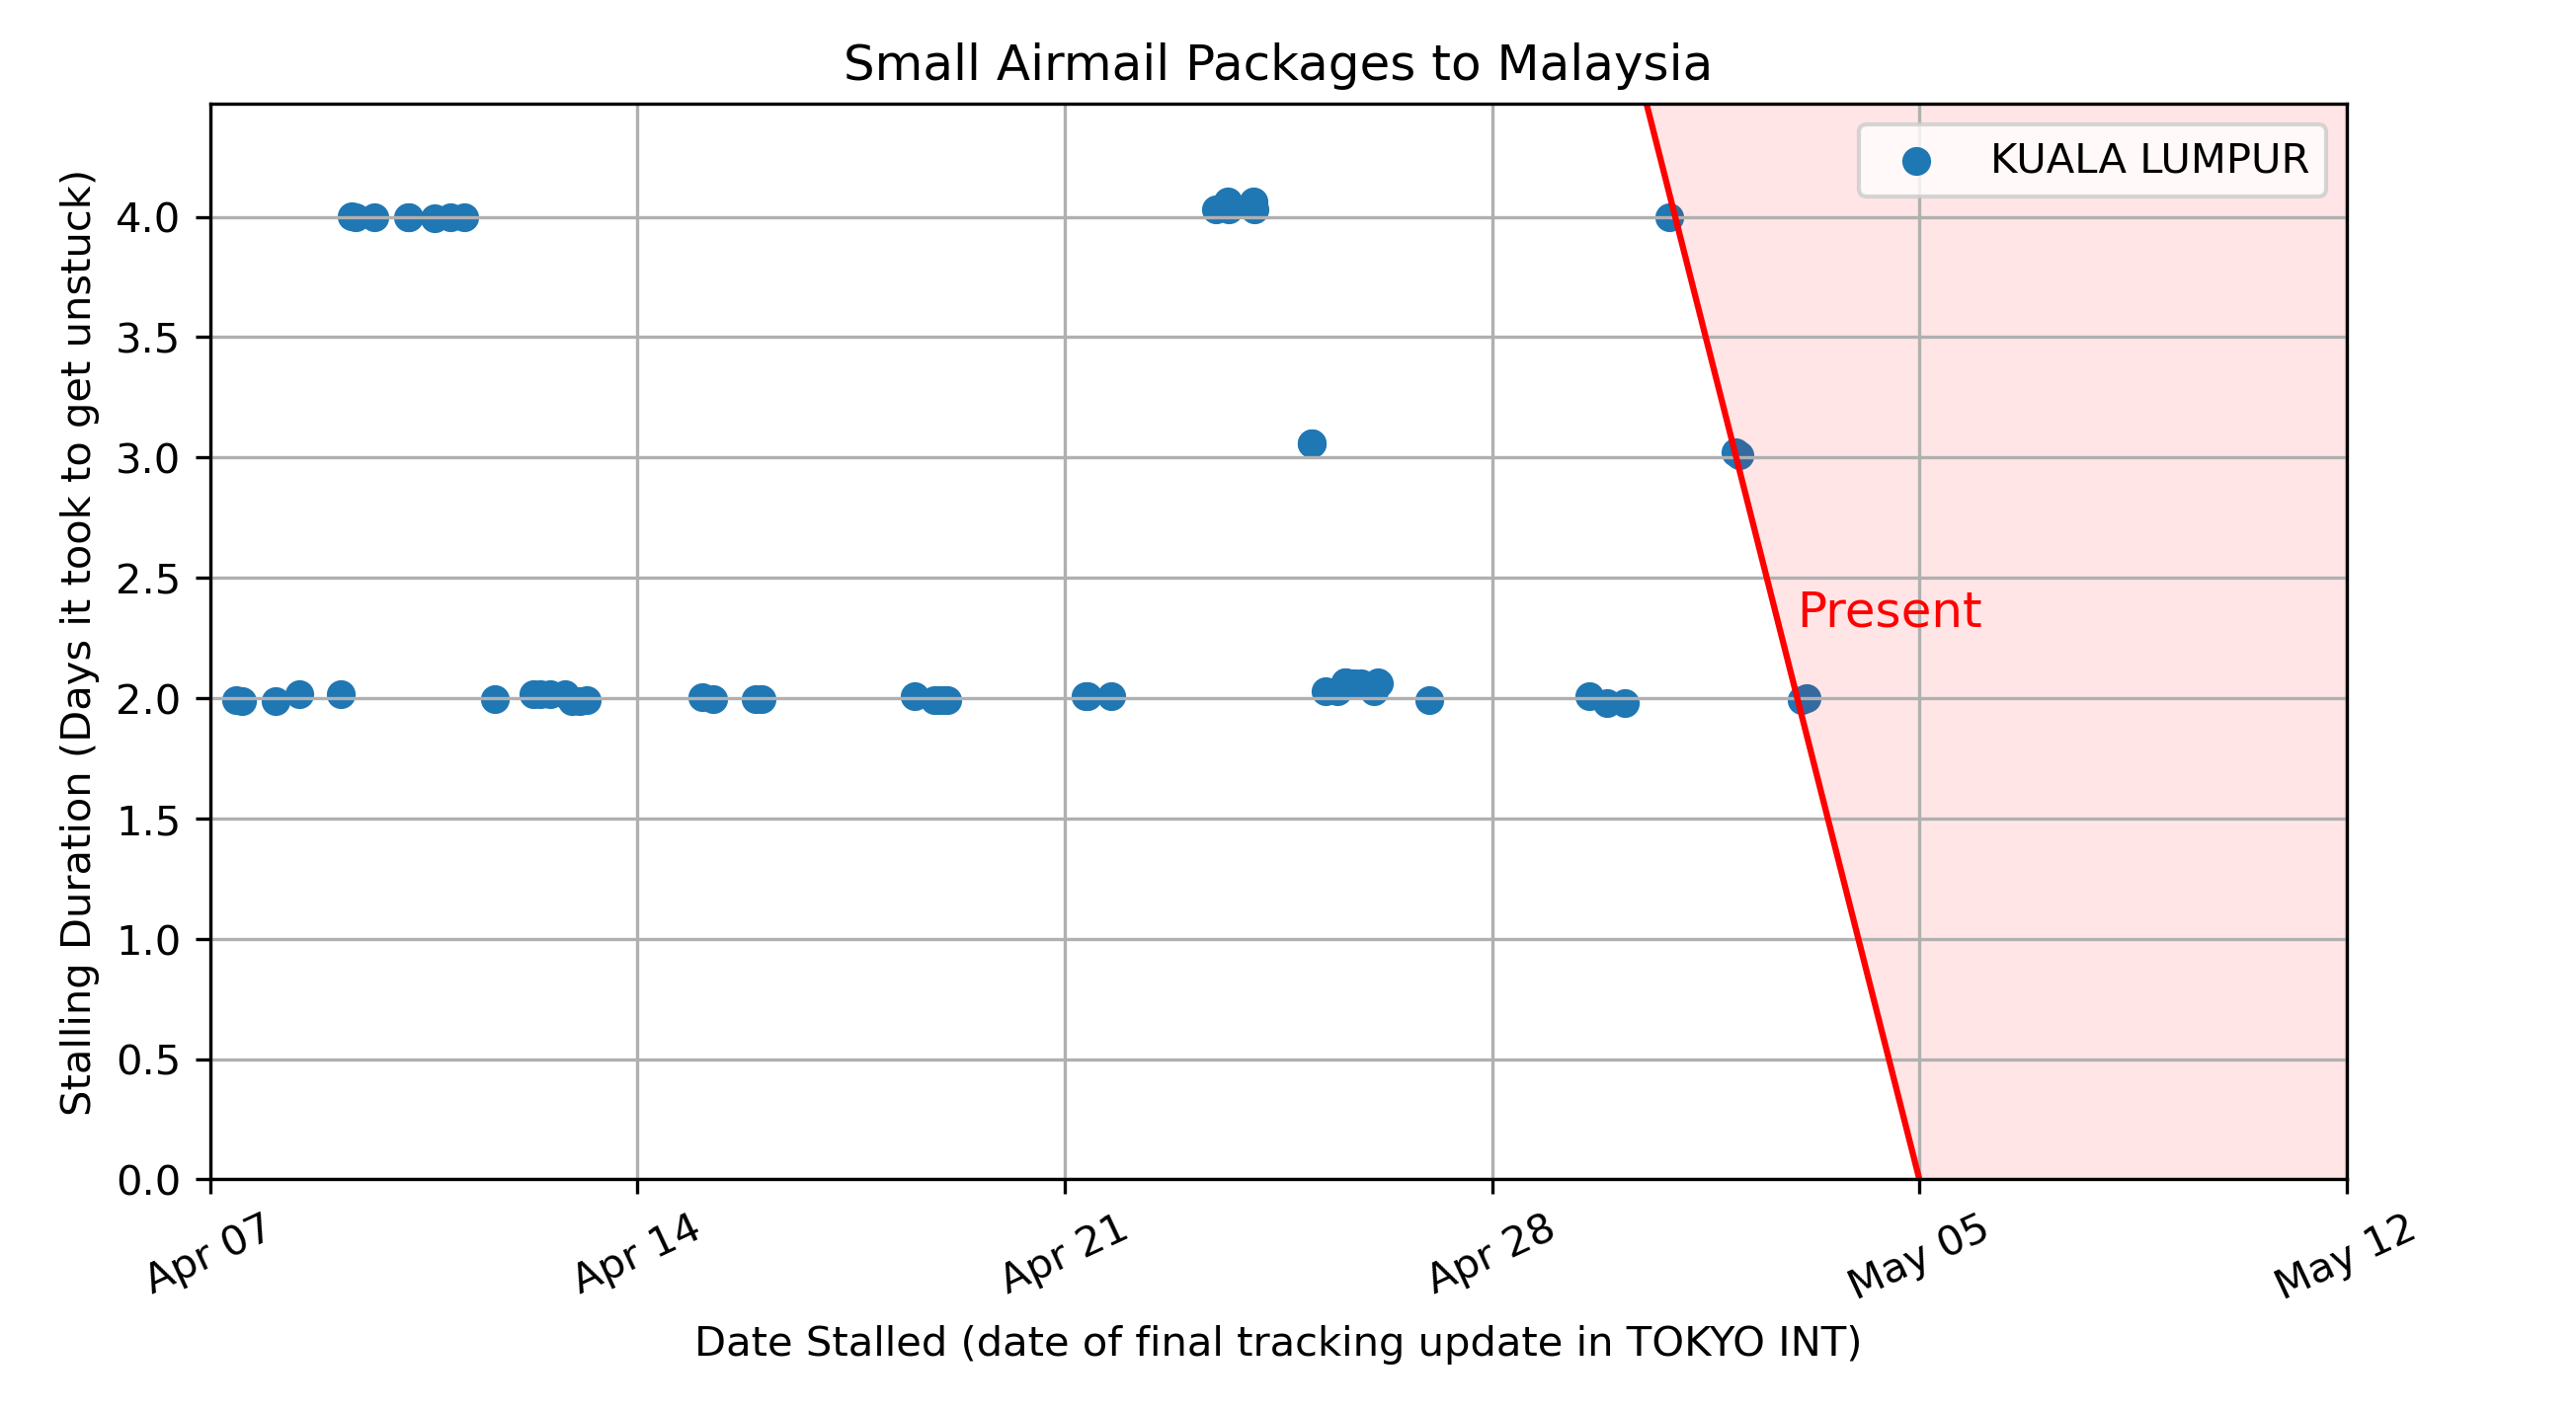 Small Airmail Packages to Malaysia
KUALA LUMPUR
Stalling Duration (Days it took to get unstuck)
4.0
3.5
3.0
2.5
2.0
1.5
1.0
0.5
0.0
Present
Apr 07
Apr 14
Apr 21
Apr 28
May 05
May 12
Date Stalled (date of final tracking update in TOKYO INT)